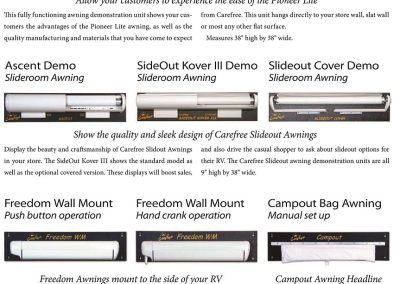 Allow your customers to experience the ease of the Pioneer Lite
This fully functioning awning demonstration unit shows your cus-
tomers the advantages of the Pioneer awning, as well as the
quality manufacturing and materials that you have come to expect
from Carefree. This unit hangs directly to your store wall, slat wall
or most any other flat surface.
Measures 38" high by 38" wide.
Ascent Demo
Slideroom Awning
SideOut Kover III Demo
Slideroom Awning
Slideout Cover Demo
Slideroom Awning
ASCENT
SIDEOUT KOVER III
SLIDEOUT COVER
Show the quality and sleek design of Carefree Slideout Awnings
Display the beauty and craftsmanship of Carefree Slidout Awnings
in your store. The SideOut Kover III shows the standard model as
well as the optional covered version. These displays will boost sales,
and also drive the casual shopper to ask about slideout options for
their RV. The Carefree Slideout awning demonstration units are all
9" high by 38" wide.
Freedom Wall Mount
Push button operation
Freedom Wall Mount
Hand crank operation
Campout Bag Awning
Manual set up
Freedom WM
Freedom WM
Campout
Freedom Awnings mount to the side of your RV
Campout Awning Headline